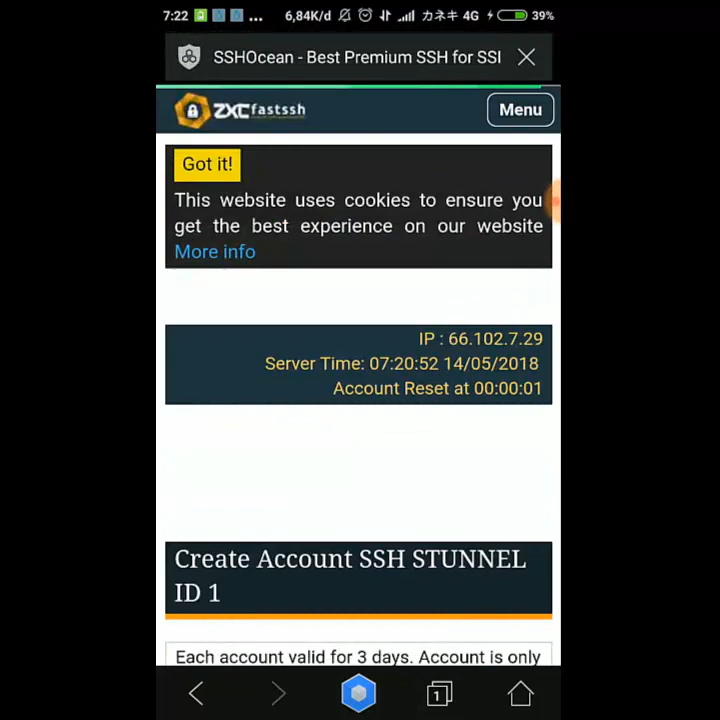 7:22 ... 6,84K/d カネキ 4G 39%
SSHOcean - Best Premium SSH for SSI
ZXC fastssh
Menu
Got it!
This website uses cookies to ensure you
get the best experience on our website
More info
IP : 66.102.7.29
Server Time: 07:20:52 14/05/2018
Account Reset at 00:00:01
Create Account SSH STUNNEL
ID 1
Each account valid for 3 days. Account is only
1